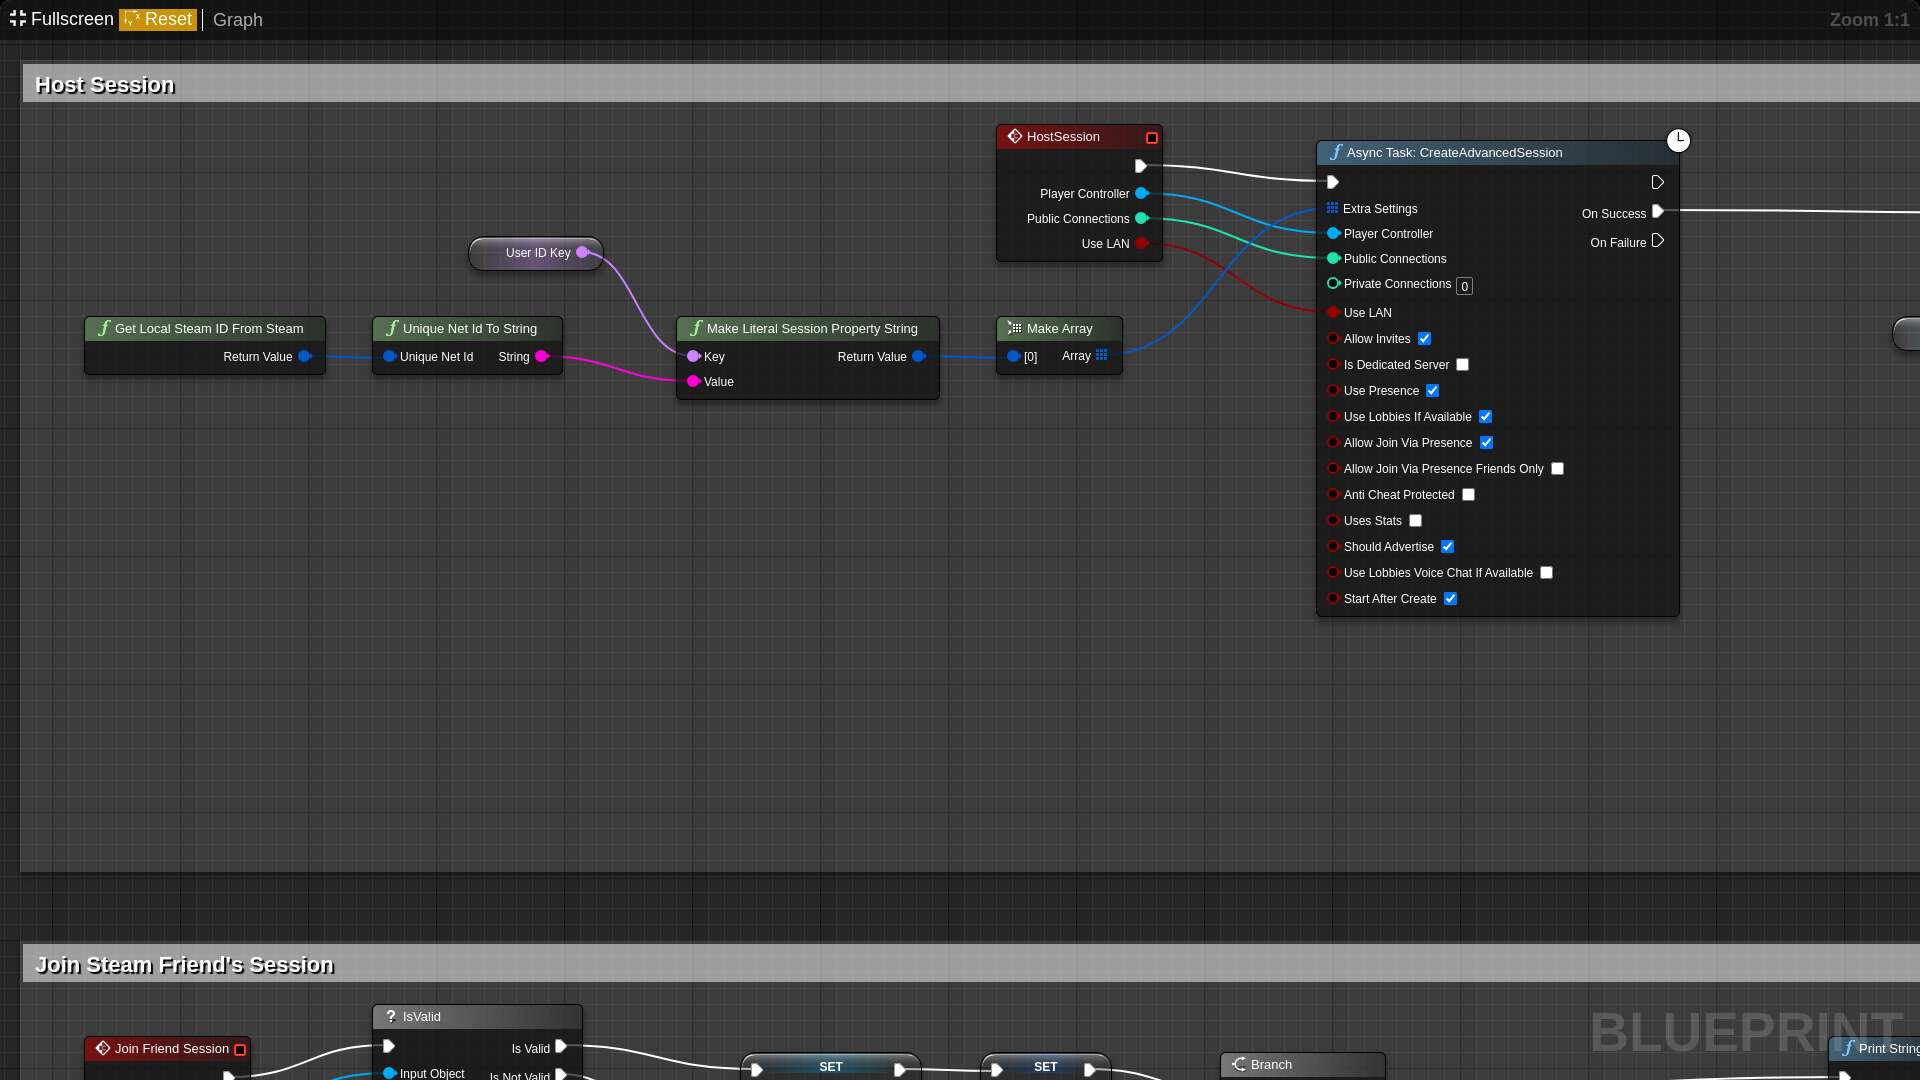 Fullscreen Reset Graph Zoom 1:1
Host Session
HostSession
Player Controller
Public Connections
Use LAN
Async Task: CreateAdvancedSession
Extra Settings
Player Controller
Public Connections
Private Connections 0
Use LAN
Allow Invites
Is Dedicated Server
Use Presence
Use Lobbies If Available
Allow Join Via Presence
Allow Join Via Presence Friends Only
Anti Cheat Protected
Uses Stats
Should Advertise
Use Lobbies Voice Chat If Available
Start After Create
On Success
On Failure
User ID Key
Get Local Steam ID From Steam
Return Value
Unique Net Id To String
Unique Net Id String
Make Literal Session Property String
Key Return Value
Value
Make Array
[0] Array
Join Steam Friend's Session
Join Friend Session
? IsValid
Is Valid
Input Object Is Not Valid
SET
SET
Branch
Print String
BLUEPRINT